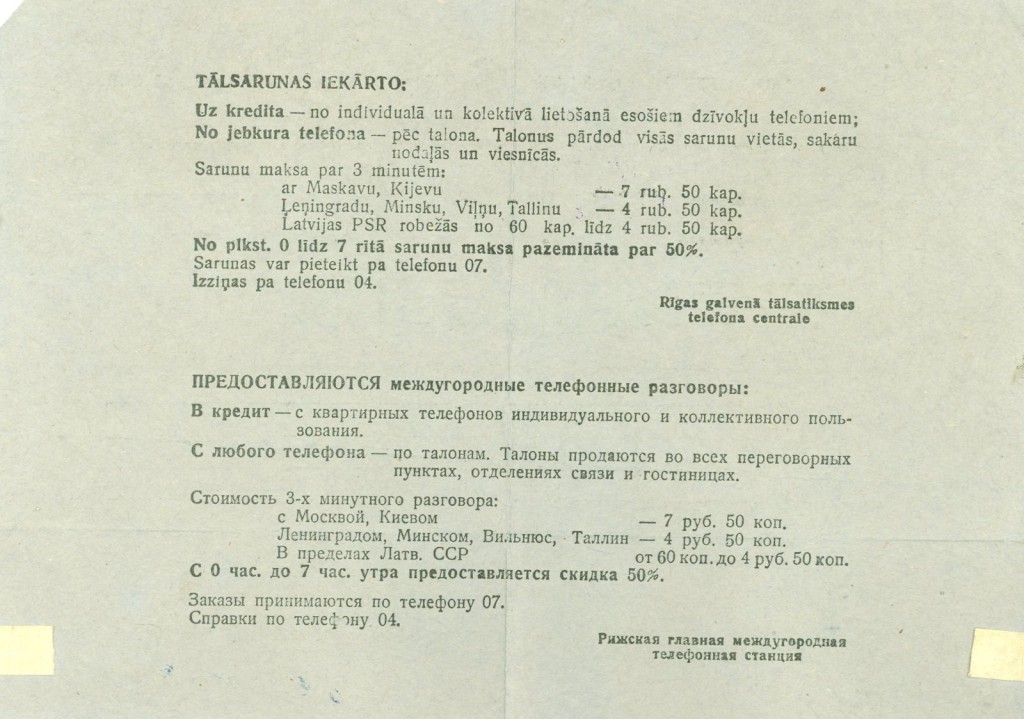 TĀLSARUNAS IEKĀRTO:
Uz kredita — no individuālā un kolektīvā lietošanā esošiem dzīvokļu telefoniem;
No jebkura telefona — pēc talona. Talonus pārdod visās sarunu vietās, sakaru
nodaļās un viesnīcās.
Sarunu maksa par 3 minutēm:
ar Maskavu, Ķijevu — 7 rub. 50 kap.
Ļeņingradu, Minsku, Viļņu, Tallinu — 4 rub. 50 kap.
Latvijas PSR robežās no 60 kap. līdz 4 rub. 50 kap.
No plkst. 0 līdz 7 rītā sarunu maksa pazemināta par 50%.
Sarunas var pieteikt pa telefonu 07.
Izziņas pa telefonu 04.
Rīgas galvenā tālsatiksmes
telefona centrale
ПРЕДОСТАВЛЯЮТСЯ междугородные телефонные разговоры:
В кредит — с квартирных телефонов индивидуального и коллективного поль-
зования.
С любого телефона — по талонам. Талоны продаются во всех переговорных
пунктах, отделениях связи и гостиницах.
Стоимость 3-х минутного разговора:
с Москвой, Киевом — 7 руб. 50 коп.
Ленинградом, Минском, Вильнюс, Таллин — 4 руб. 50 коп.
В пределах Латв. ССР от 60 коп. до 4 руб. 50 коп.
С 0 час. до 7 час. утра предоставляется скидка 50%.
Заказы принимаются по телефону 07.
Справки по телефону 04.
Рижская главная междугородная
телефонная станция